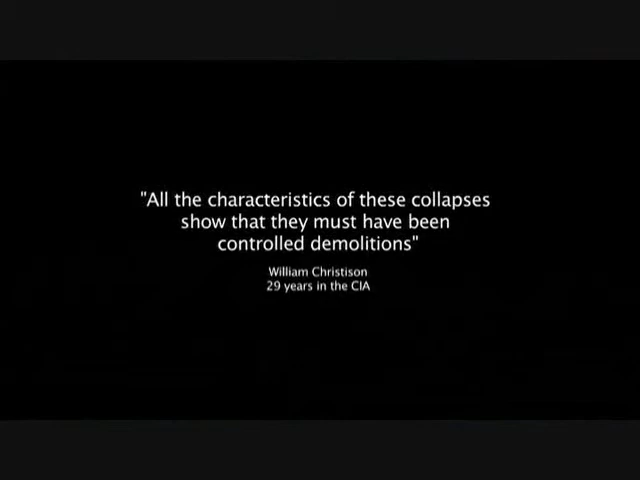 "All the characteristics of these collapses
show that they must have been
controlled demolitions"
William Christison
29 years in the CIA